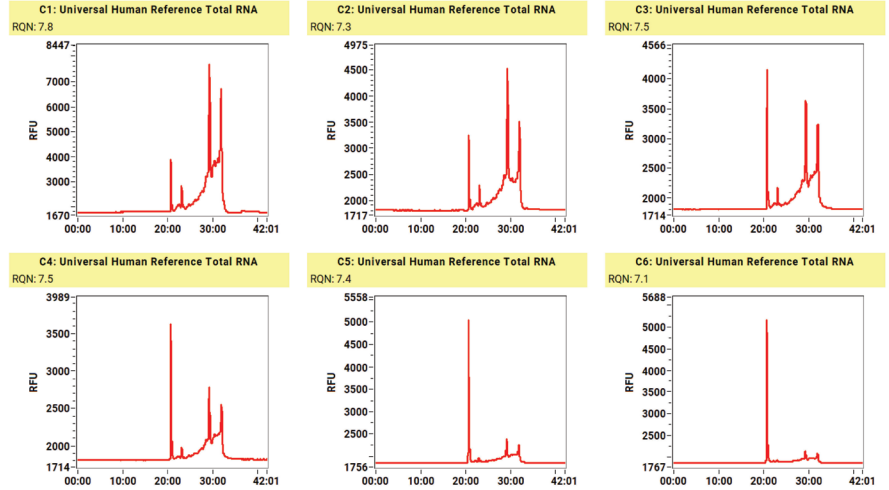 C1: Universal Human Reference Total RNA
RQN: 7.8
8447
7000
6000
5000
4000
3000
1670
RFU
00:00 10:00 20:00 30:00 42:01
C2: Universal Human Reference Total RNA
RQN: 7.3
4975
4500
4000
3500
3000
2500
2000
1717
RFU
00:00 10:00 20:00 30:00 42:01
C3: Universal Human Reference Total RNA
RQN: 7.5
4566
4000
3500
3000
2500
2000
1714
RFU
00:00 10:00 20:00 30:00 42:01
C4: Universal Human Reference Total RNA
RQN: 7.5
3989
3500
3000
2500
2000
1714
RFU
00:00 10:00 20:00 30:00 42:01
C5: Universal Human Reference Total RNA
RQN: 7.4
5558
5000
4500
4000
3500
3000
2500
1756
RFU
00:00 10:00 20:00 30:00 42:01
C6: Universal Human Reference Total RNA
RQN: 7.1
5688
5000
4500
4000
3500
3000
2500
1767
RFU
00:00 10:00 20:00 30:00 42:01